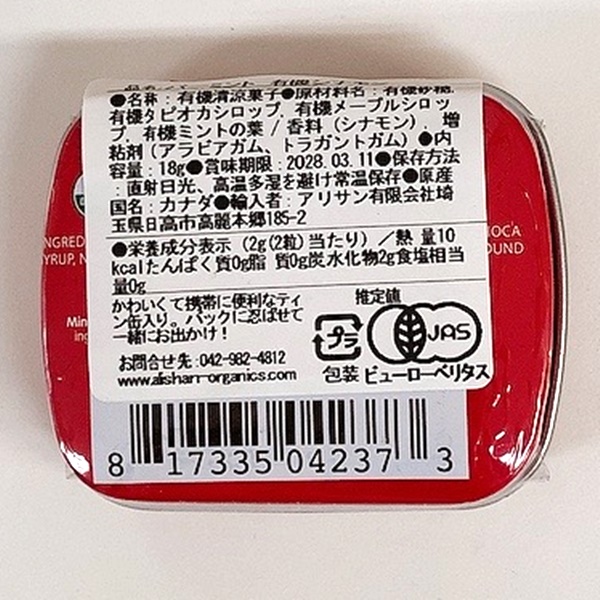 ●名称：有機清涼菓子●原材料名：有機砂糖,
有機タピオカシロップ, 有機メープルシロッ
プ, 有機ミントの葉 / 香料（シナモン）, 増
粘剤（アラビアガム、トラガントガム）●内
容量：18g●賞味期限：2028. 03. 11●保存方法
：直射日光、高温多湿を避け常温保存●原産
国名：カナダ●輸入者：アリサン有限会社埼
玉県日高市高麗本郷185-2
●栄養成分表示（2g(2粒)当たり）／熱 量10
kcalたんぱく質0g脂 質0g炭水化物2g食塩相当
量0g
かわいくて携帯に便利なティ
ン缶入り。バックに忍ばせて
一緒にお出かけ！
推定値
プラ
JAS
お問合せ先：042-982-4812
www.alishan-organics.com
包装 ビューローベリタス
8 17335 04237 3